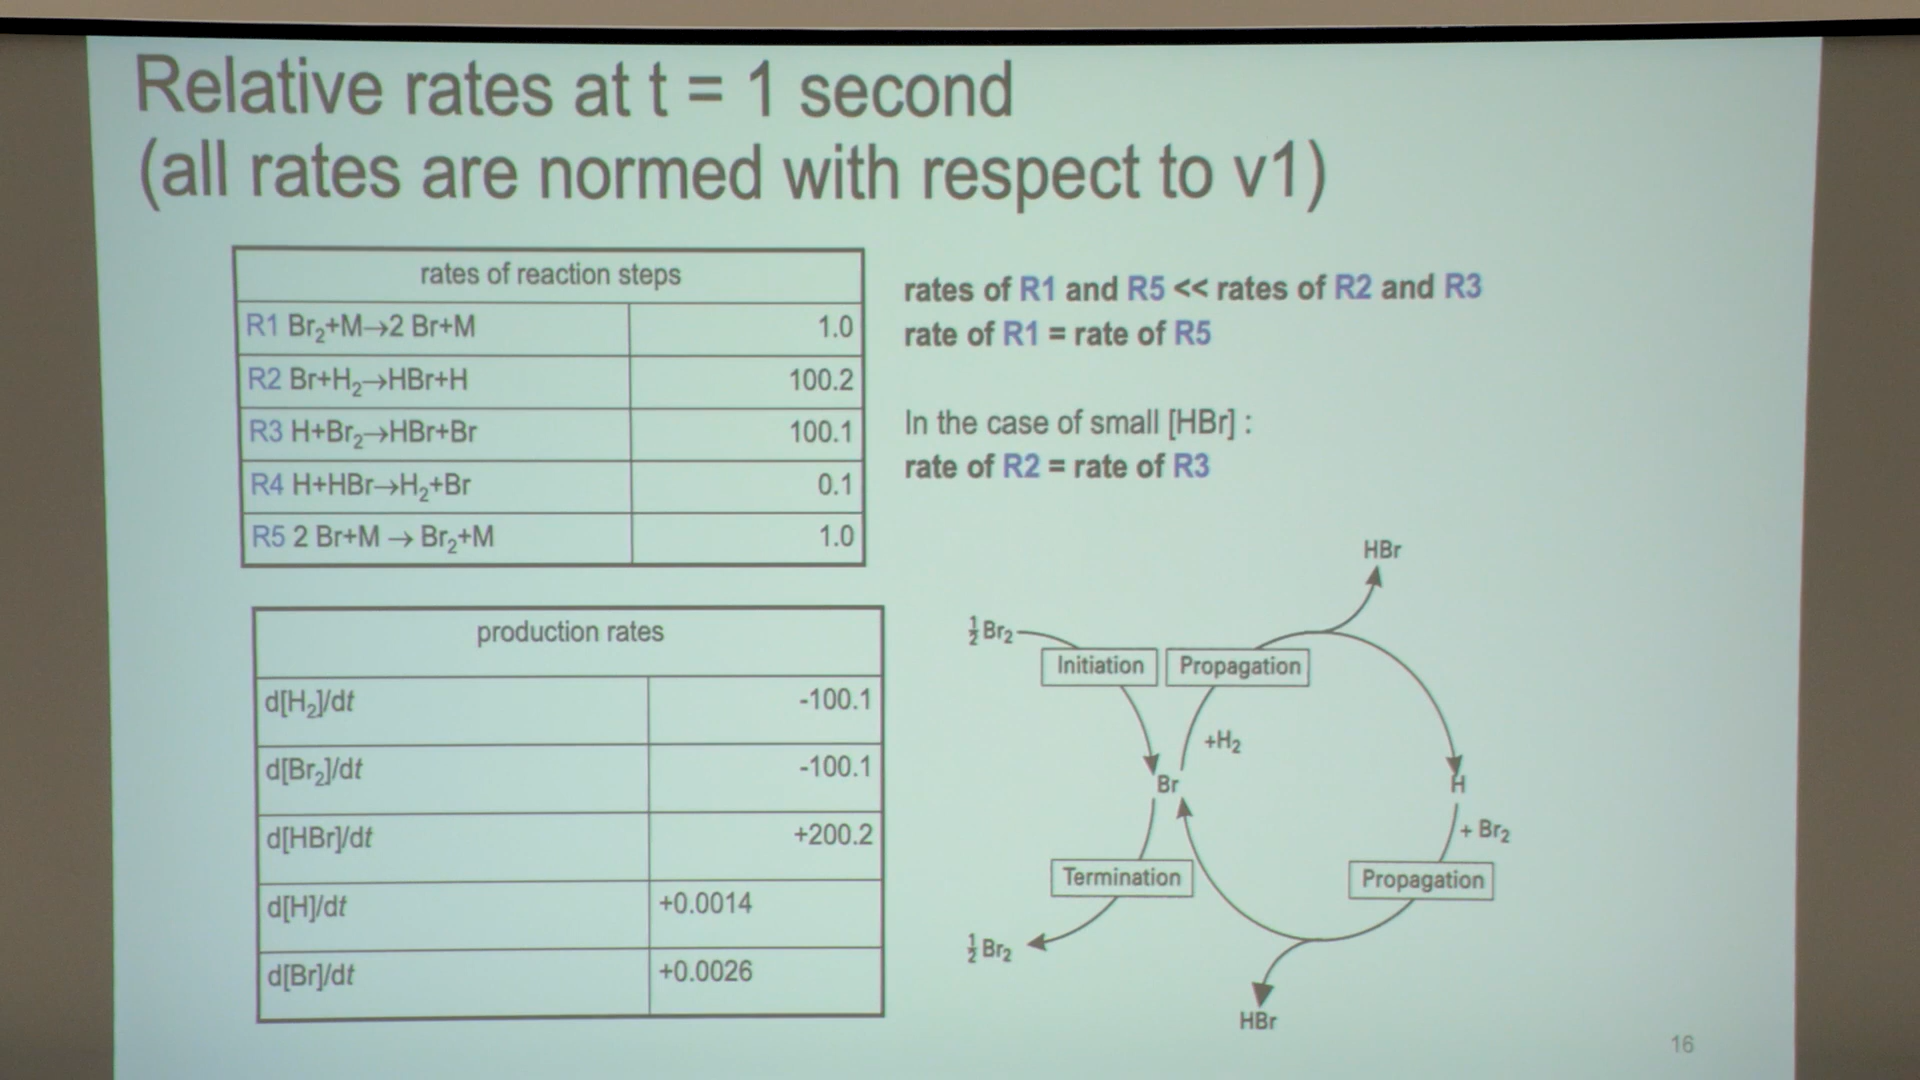 Relative rates at t = 1 second
(all rates are normed with respect to v1)
rates of reaction steps
R1 Br₂+M→2 Br+M 1.0
R2 Br+H₂→HBr+H 100.2
R3 H+Br₂→HBr+Br 100.1
R4 H+HBr→H₂+Br 0.1
R5 2 Br+M → Br₂+M 1.0
rates of R1 and R5 << rates of R2 and R3
rate of R1 = rate of R5
In the case of small [HBr] :
rate of R2 = rate of R3
production rates
d[H₂]/dt -100.1
d[Br₂]/dt -100.1
d[HBr]/dt +200.2
d[H]/dt +0.0014
d[Br]/dt +0.0026
HBr
½Br₂
Initiation
Propagation
+H₂
Br
H
+ Br₂
Termination
Propagation
½Br₂
HBr
16